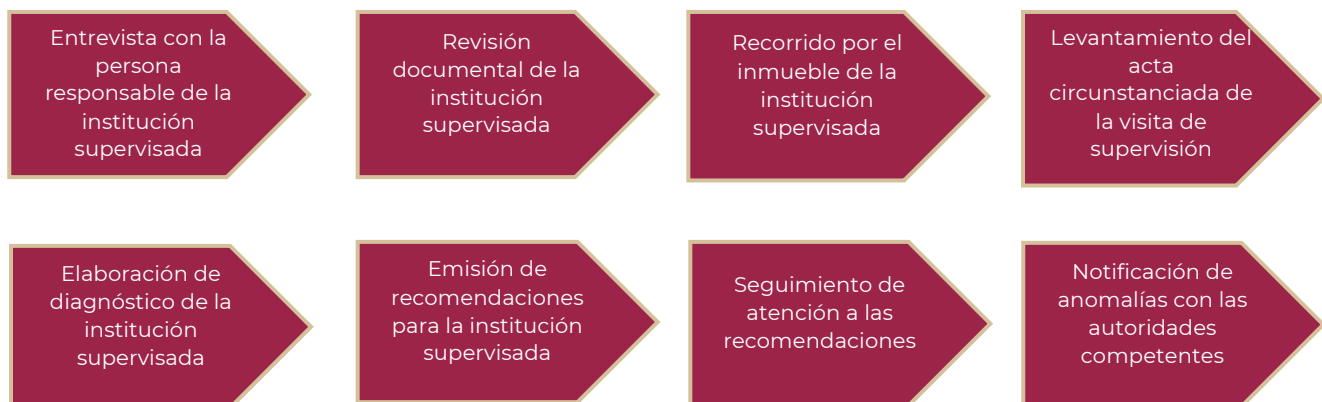 Entrevista con la
persona
responsable de la
institución
supervisada
Revisión
documental de la
institución
supervisada
Recorrido por el
inmueble de la
institución
supervisada
Levantamiento del
acta
circunstanciada de
la visita de
supervisión
Elaboración de
diagnóstico de la
institución
supervisada
Emisión de
recomendaciones
para la institución
supervisada
Seguimiento de
atención a las
recomendaciones
Notificación de
anomalías con las
autoridades
competentes